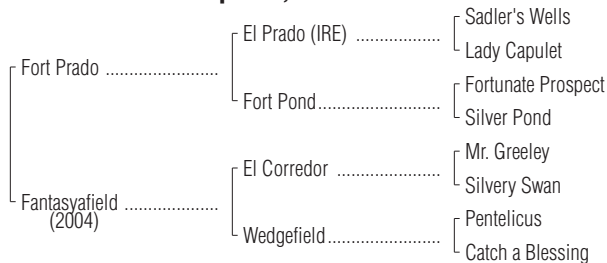 Sadler's Wells
El Prado (IRE) ..................
Lady Capulet
Fort Prado ........................
Fortunate Prospect
Fort Pond..........................
Silver Pond
Mr. Greeley
El Corredor ......................
Silvery Swan
Fantasyafield ....................
(2004)
Pentelicus
Wedgefield........................
Catch a Blessing